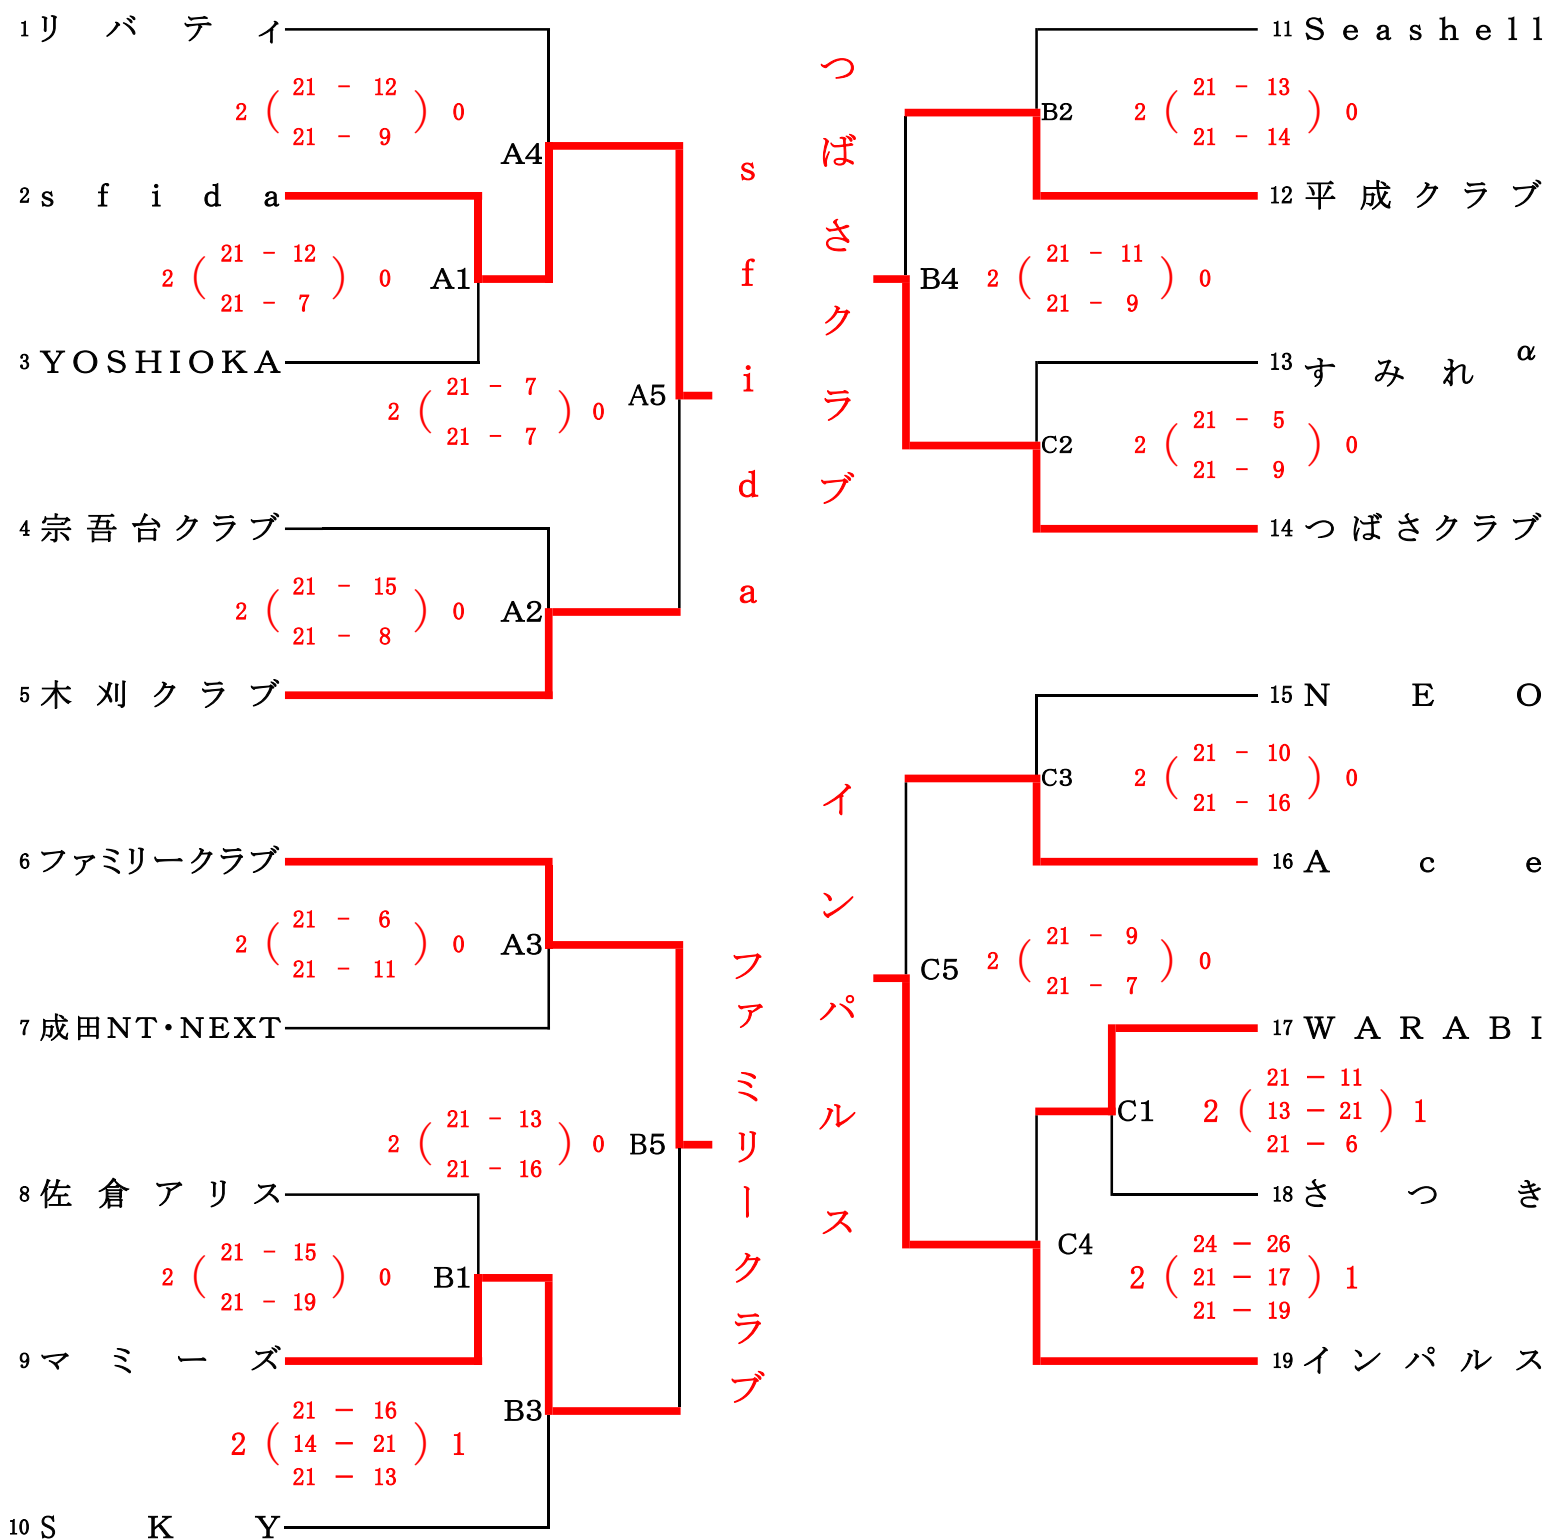 1 リバティ
2 ( 21 - 12
21 - 9 ) 0
A4
2 sfida
2 ( 21 - 12
21 - 7 ) 0
A1
3 YOSHIOKA
2 ( 21 - 7
21 - 7 ) 0
A5
4 宗吾台クラブ
2 ( 21 - 15
21 - 8 ) 0
A2
5 木刈クラブ
sfida
6 ファミリークラブ
2 ( 21 - 6
21 - 11 ) 0
A3
7 成田NT・NEXT
2 ( 21 - 13
21 - 16 ) 0
B5
8 佐倉アリス
2 ( 21 - 15
21 - 19 ) 0
B1
9 マミーズ
2 ( 21 - 16
14 - 21
21 - 13 ) 1
B3
10 SKY
ファミリークラブ
つばさクラブ
11 Seashell
B2
2 ( 21 - 13
21 - 14 ) 0
12 平成クラブ
B4
2 ( 21 - 11
21 - 9 ) 0
13 すみれα
C2
2 ( 21 - 5
21 - 9 ) 0
14 つばさクラブ
インパルス
15 NEO
C3
2 ( 21 - 10
21 - 16 ) 0
16 Ace
C5
2 ( 21 - 9
21 - 7 ) 0
17 WARABI
C1
2 ( 21 - 11
13 - 21
21 - 6 ) 1
18 さつき
C4
2 ( 24 - 26
21 - 17
21 - 19 ) 1
19 インパルス